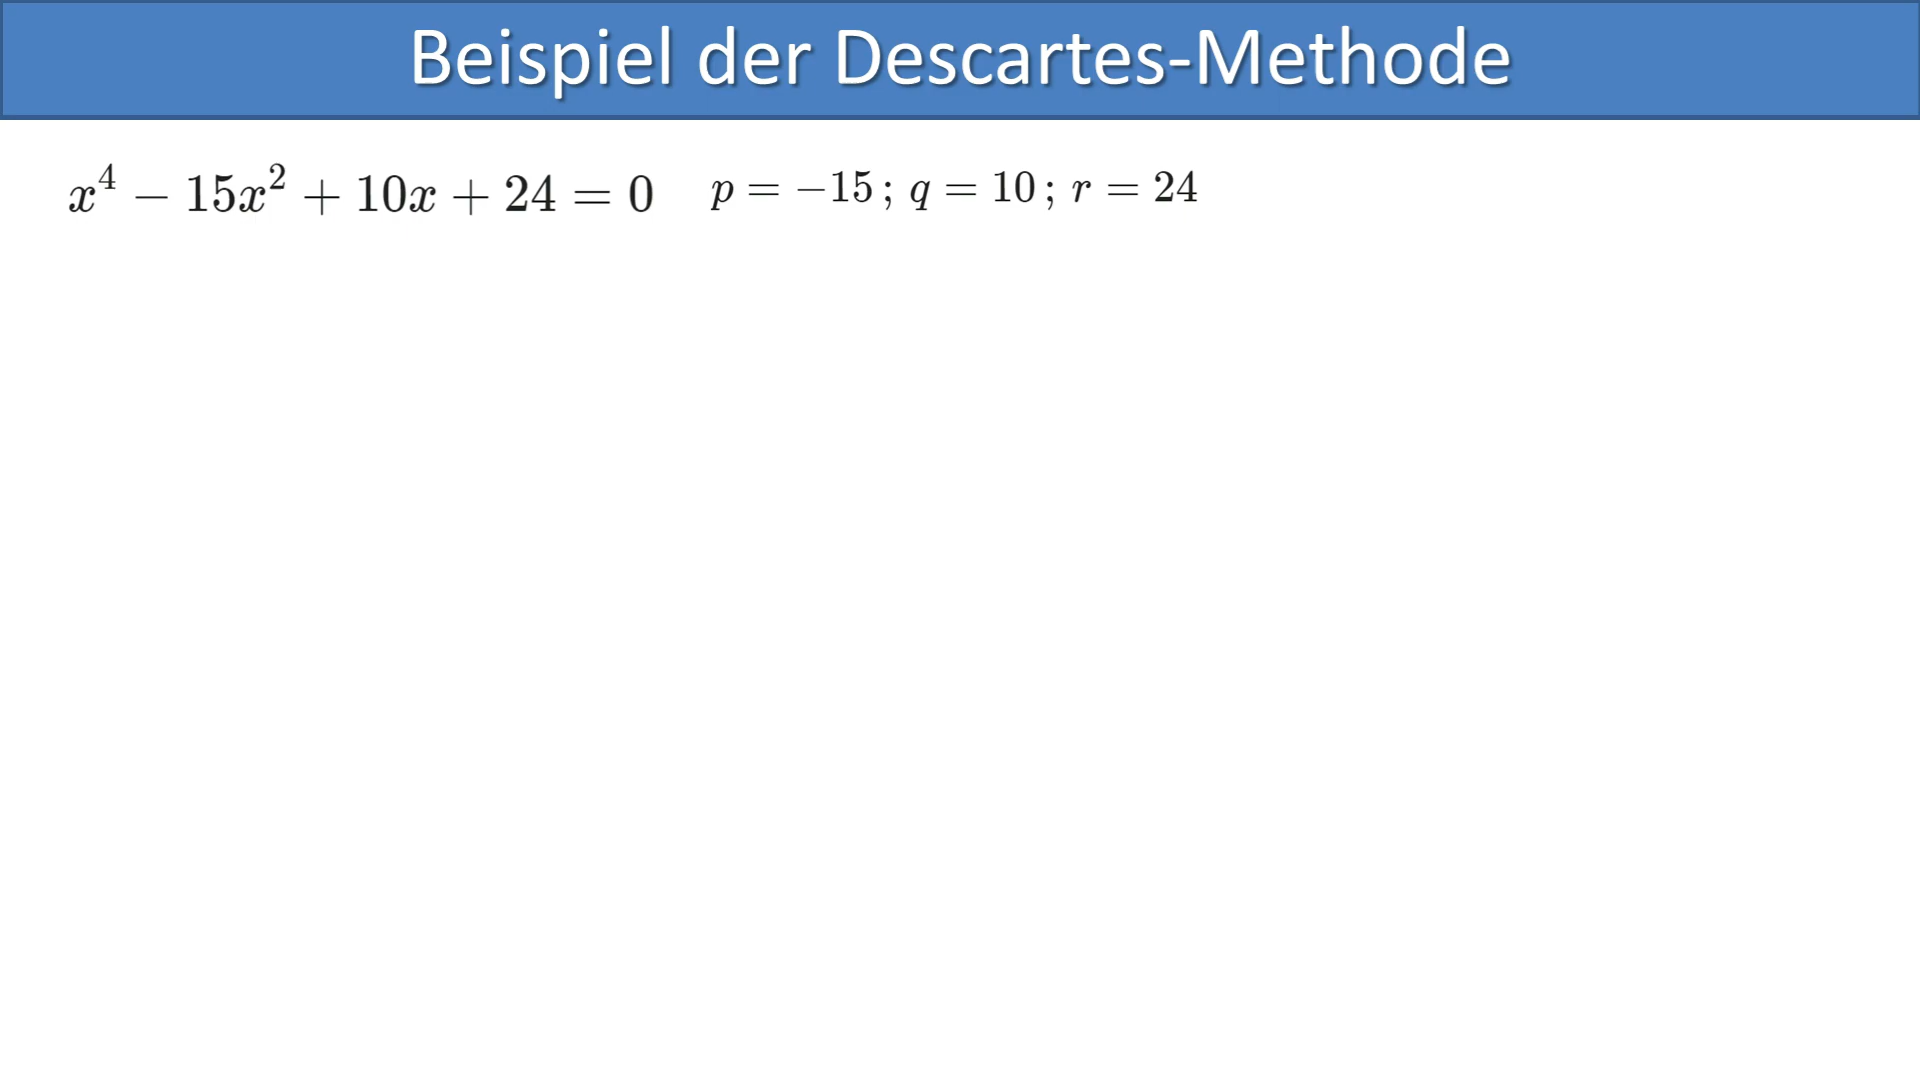 Beispiel der Descartes-Methode
x⁴ − 15x² + 10x + 24 = 0 p = −15 ; q = 10 ; r = 24